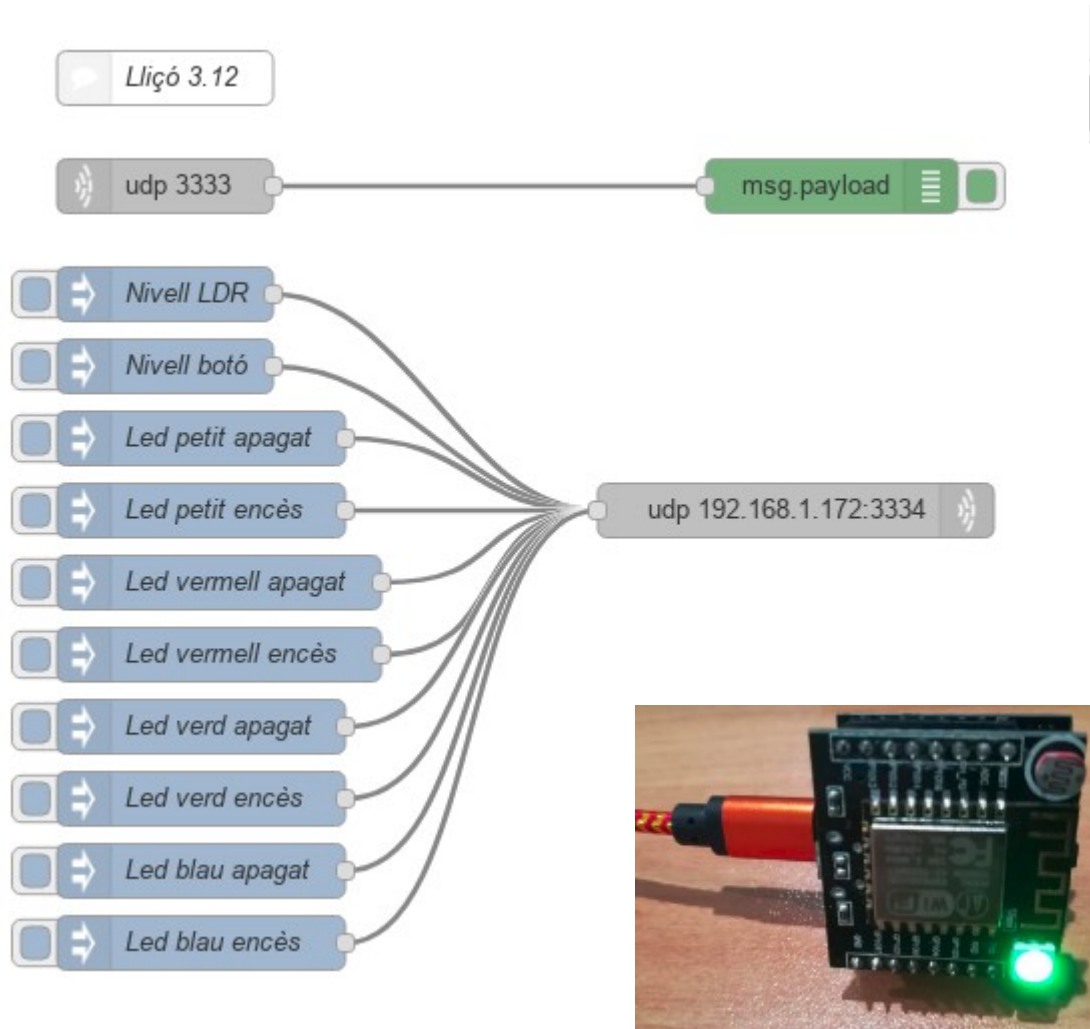 Lliçó 3.12
udp 3333
msg.payload
Nivell LDR
Nivell botó
Led petit apagat
Led petit encès
udp 192.168.1.172:3334
Led vermell apagat
Led vermell encès
Led verd apagat
Led verd encès
Led blau apagat
Led blau encès